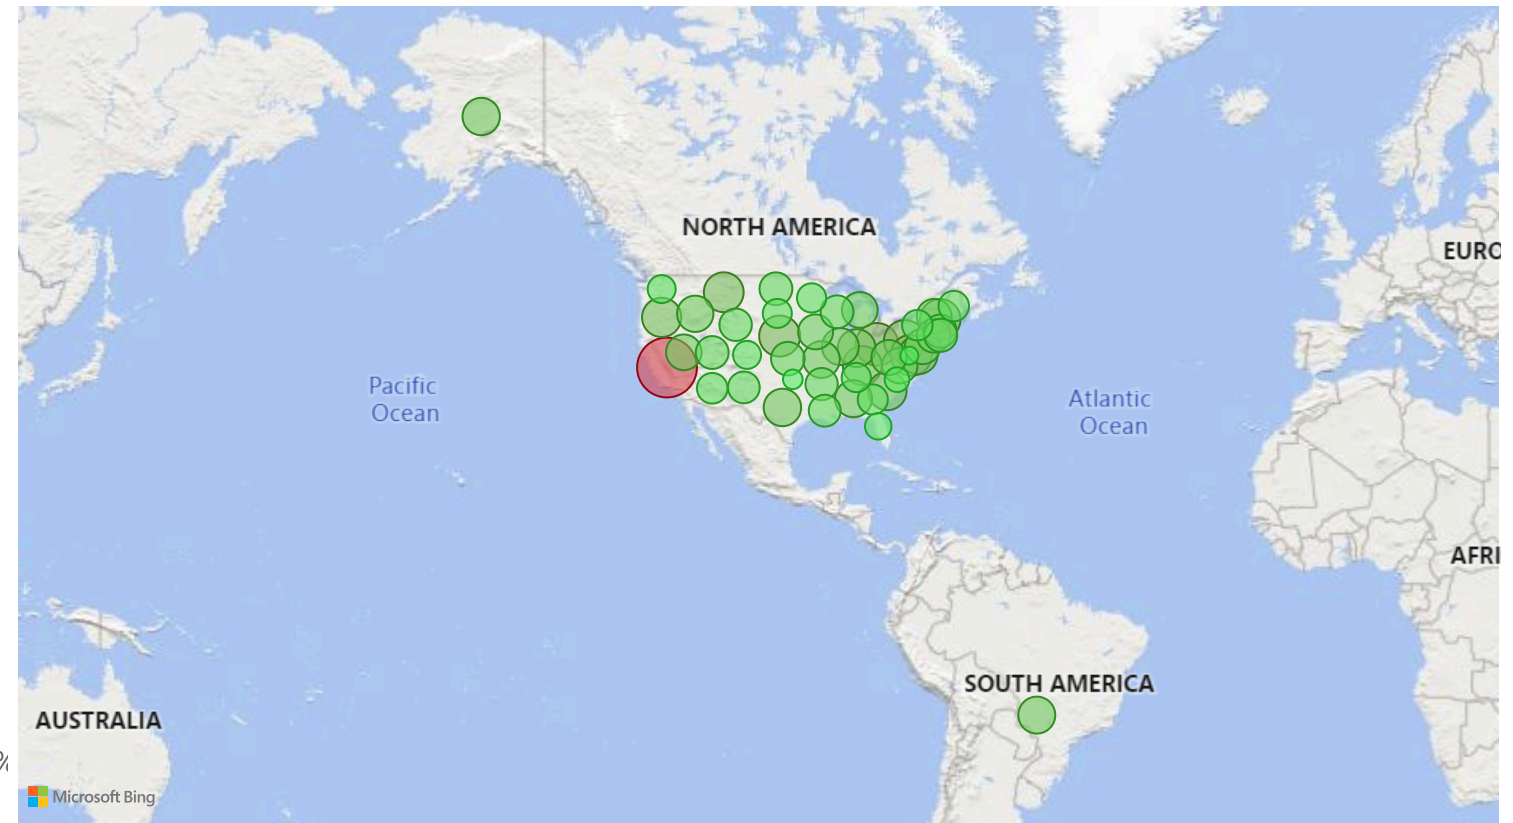 NORTH AMERICA
EURO
Pacific
Ocean
Atlantic
Ocean
AFRI
SOUTH AMERICA
AUSTRALIA
%
Microsoft Bing